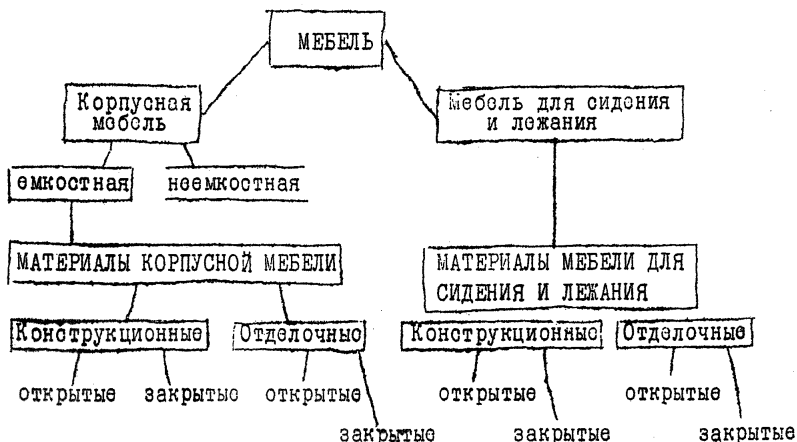 МЕБЕЛЬ
Корпусная
мебель
Мебель для сидения
и лежания
емкостная
неемкостная
МАТЕРИАЛЫ КОРПУСНОЙ МЕБЕЛИ
МАТЕРИАЛЫ МЕБЕЛИ ДЛЯ
СИДЕНИЯ И ЛЕЖАНИЯ
Конструкционные
Отделочные
Конструкционные
Отделочные
открытые
закрытые
открытые
открытые
открытые
закрытые
закрытые
закрытые